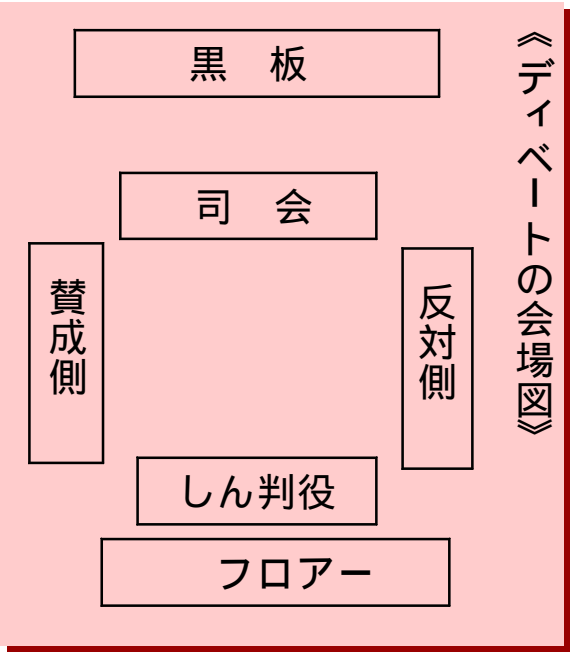 《ディベートの会場図》
黒　板
司　会
賛成側
反対側
しん判役
フロアー